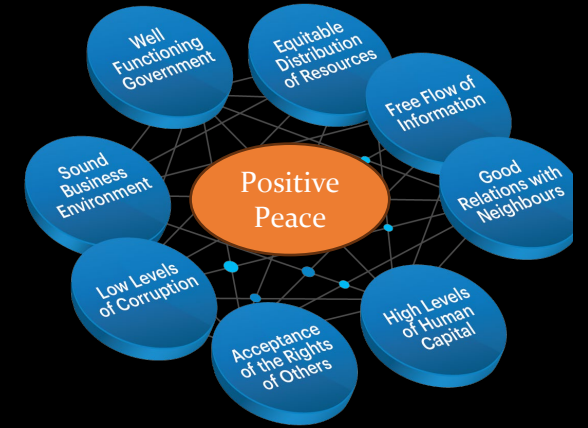 Well
Functioning
Government
Equitable
Distribution
of Resources
Free Flow of
Information
Good
Relations with
Neighbours
High Levels
of Human
Capital
Acceptance
of the Rights
of Others
Low Levels
of Corruption
Sound
Business
Environment
Positive
Peace